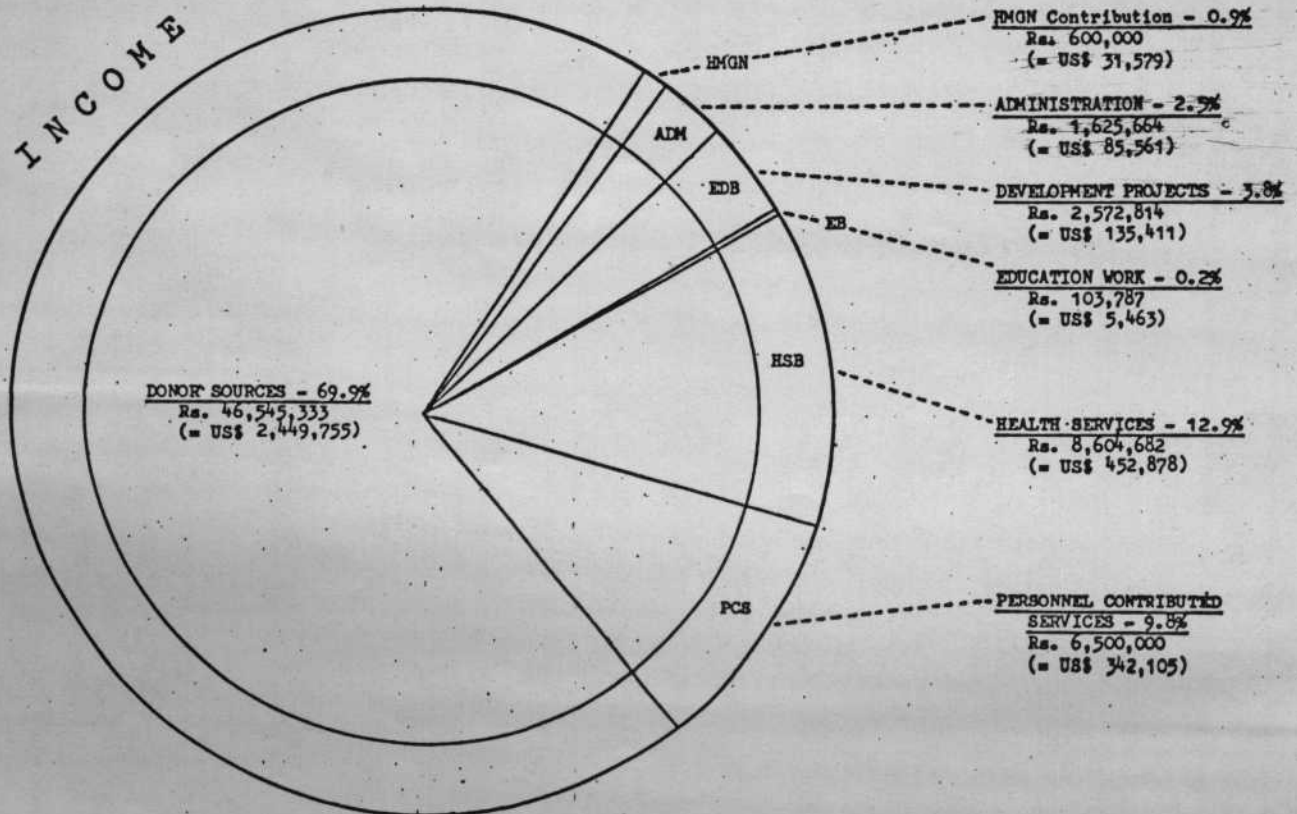 INCOME
HMGN
ADM
EDB
EB
HSB
PCS
DONOR SOURCES - 69.9%
Rs. 46,545,333
(= US$ 2,449,755)
HMGN Contribution - 0.9%
Rs. 600,000
(= US$ 31,579)
ADMINISTRATION - 2.5%
Rs. 1,625,664
(= US$ 85,561)
DEVELOPMENT PROJECTS - 3.8%
Rs. 2,572,814
(= US$ 135,411)
EDUCATION WORK - 0.2%
Rs. 103,787
(= US$ 5,463)
HEALTH SERVICES - 12.9%
Rs. 8,604,682
(= US$ 452,878)
PERSONNEL CONTRIBUTED
SERVICES - 9.8%
Rs. 6,500,000
(= US$ 342,105)